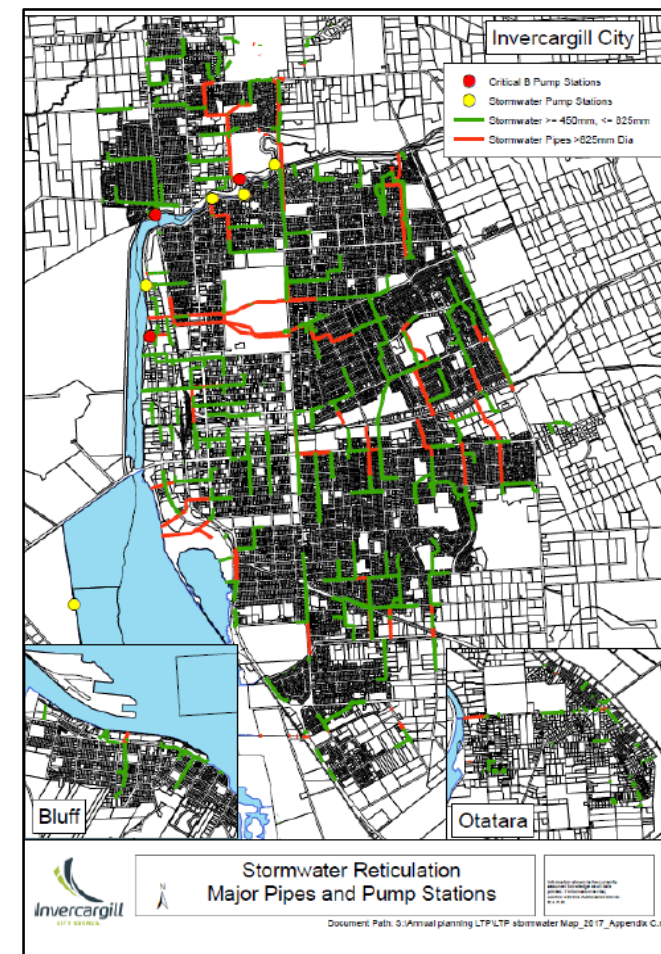 Invercargill City
Critical B Pump Stations
Stormwater Pump Stations
Stormwater >= 450mm, <= 825mm
Stormwater Pipes >825mm Dia
Bluff
Otatara
Invercargill
CITY COUNCIL
N
Stormwater Reticulation
Major Pipes and Pump Stations
Document Path: S:\Annual planning LTP\LTP stormwater Map_2017_Appendix C.